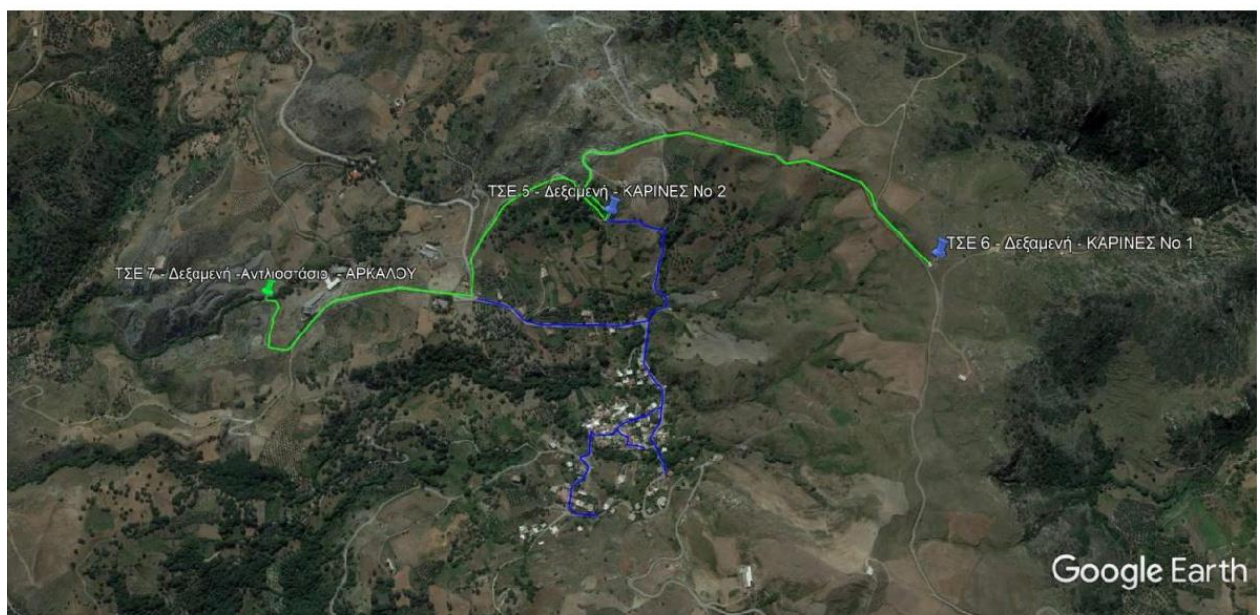 ΤΣΕ 5 - Δεξαμενή - ΚΑΡΙΝΕΣ Νο 2
ΤΣΕ 6 - Δεξαμενή - ΚΑΡΙΝΕΣ Νο 1
ΤΣΕ 7 - Δεξαμενή -Αντλιοστάσιο - ΑΡΚΑΛΟΥ
Google Earth